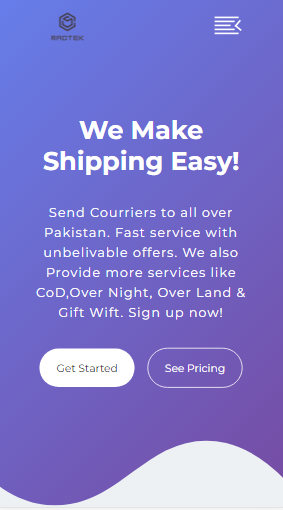 We Make
Shipping Easy!
Send Courriers to all over
Pakistan. Fast service with
unbelivable offers. We also
Provide more services like
CoD,Over Night, Over Land &
Gift Wift. Sign up now!
Get Started
See Pricing